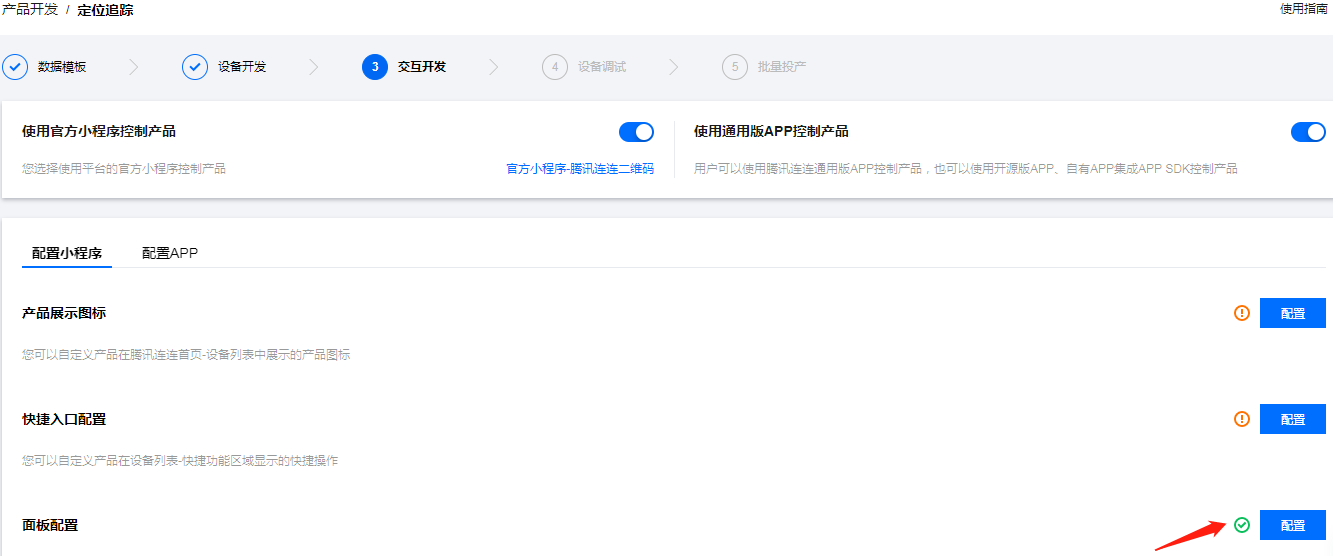 产品开发 / 定位追踪 使用指南
数据模板 设备开发 3 交互开发 4 设备调试 5 批量投产
使用官方小程序控制产品 使用通用版APP控制产品
您选择使用平台的官方小程序控制产品 官方小程序-腾讯连连二维码 用户可以使用腾讯连连通用版APP控制产品，也可以使用开源版APP、自有APP集成APP SDK控制产品
配置小程序 配置APP
产品展示图标 配置
您可以自定义产品在腾讯连连首页-设备列表中展示的产品图标
快捷入口配置 配置
您可以自定义产品在设备列表-快捷功能区域显示的快捷操作
面板配置 配置